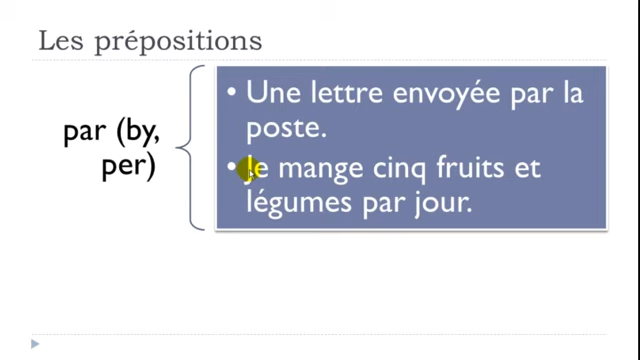 Les prépositions
par (by,
per)
• Une lettre envoyée par la
poste.
• Je mange cinq fruits et
légumes par jour.